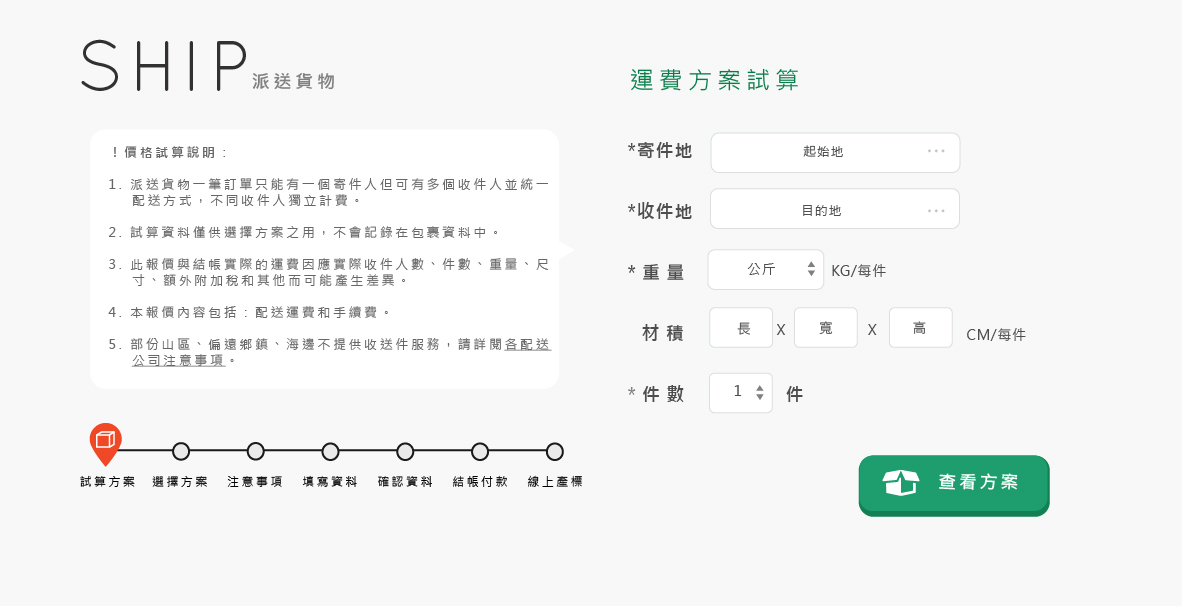 SHIP 派送貨物
！價格試算說明：
1. 派送貨物一筆訂單只能有一個寄件人但可有多個收件人並統一
配送方式，不同收件人獨立計費。
2. 試算資料僅供選擇方案之用，不會記錄在包裹資料中。
3. 此報價與結帳實際的運費因應實際收件人數、件數、重量、尺
寸、額外附加稅和其他而可能產生差異。
4. 本報價內容包括：配送運費和手續費。
5. 部份山區、偏遠鄉鎮、海邊不提供收送件服務，請詳閱各配送
公司注意事項。
試算方案 選擇方案 注意事項 填寫資料 確認資料 結帳付款 線上產標
運費方案試算
*寄件地 起始地 ...
*收件地 目的地 ...
*重量 公斤 KG/每件
材積 長 X 寬 X 高 CM/每件
*件數 1 件
查看方案